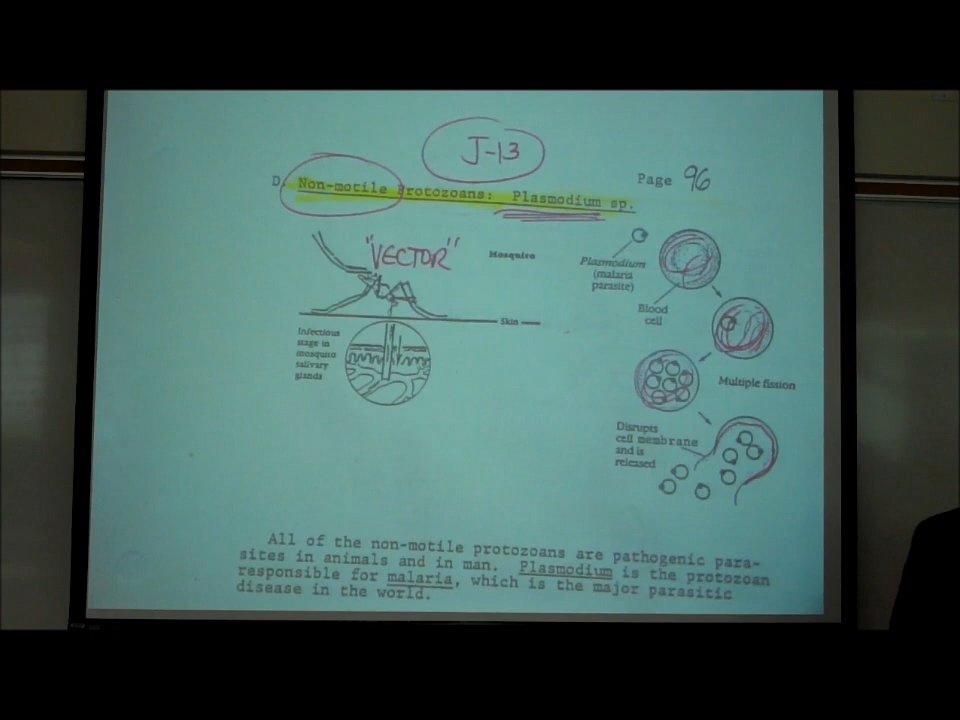 J-13
D. Non-motile Protozoans: Plasmodium sp.
Page 96
"VECTOR"
Mosquito
Skin
Infectious
stage in
mosquito
salivary
glands
Plasmodium
(malaria
parasite)
Blood
cell
Multiple fission
Disrupts
cell membrane
and is
released
All of the non-motile protozoans are pathogenic para-
sites in animals and in man. Plasmodium is the protozoan
responsible for malaria, which is the major parasitic
disease in the world.